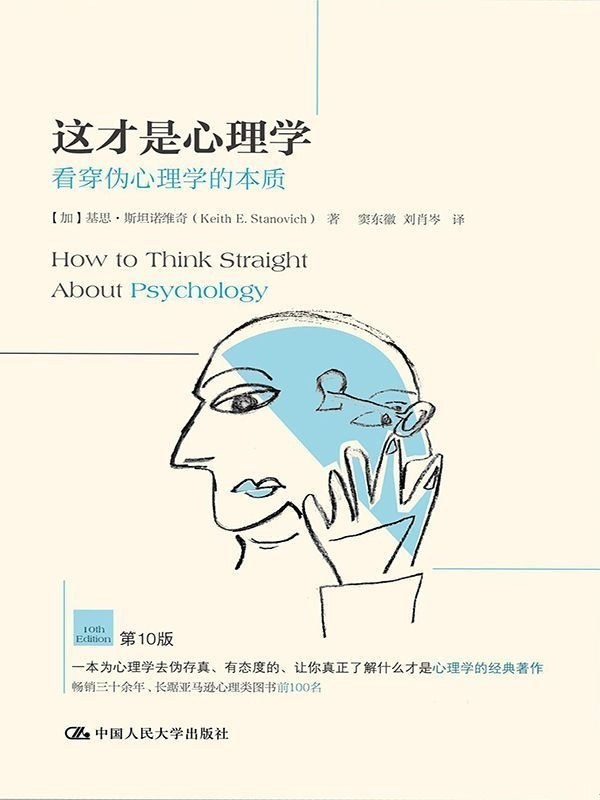 这才是心理学
看穿伪心理学的本质
【加】基思·斯坦诺维奇（Keith E. Stanovich） 著 窦东徽 刘肖岑 译
How to Think Straight
About Psychology
10th
Edition
第10版
一本为心理学去伪存真、有态度的、让你真正了解什么才是心理学的经典著作
畅销三十余年、长踞亚马逊心理类图书前100名
中国人民大学出版社